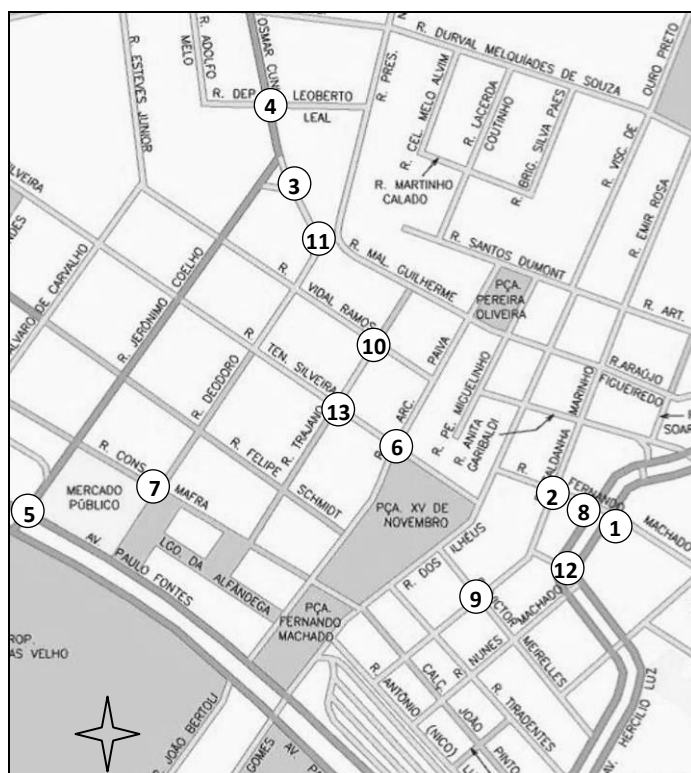 R. ADOLFO
MELO
OSMAR CUN
R. DURVAL MELQUÍADES DE SOUZA
OURO PRETO
R. ESTEVES JUNIOR
R. DEP
4
LEOBERTO
LEAL
R. PRES.
R. CEL MELO ALVIM
R. LACERDA
COUTINHO
R. BRIG. SILVA PAES
R. VISC. DE
R. EMIR ROSA
3
R. MARTINHO
CALADO
SILVEIRA
11
R. MAL. GUILHERME
R. SANTOS DUMONT
ALVARO DE CARVALHO
R. JERÔNIMO COELHO
R. VIDAL RAMOS
PÇA.
PEREIRA
OLIVEIRA
R. ART.
10
PAIVA
R. TEN. SILVEIRA
R. ARAÚJO
FIGUEIREDO
SOAR
R. DEODORO
R. TRAJANO
13
R. ARC.
R. PE. MIGUELINHO
R. ANITA
GARIBALDI
MARINHO
SALDANHA
6
R. CONS.
MAFRA
R. FELIPE
SCHMIDT
R. FERNANDO
MACHADO
7
MERCADO
PÚBLICO
5
2
8
1
PÇA. XV DE
NOVEMBRO
AV. PAULO FONTES
LGO DA ALFÂNDEGA
R. DOS ILHÉUS
12
9
R. VICTOR
MEIRELLES
PÇA.
FERNANDO
MACHADO
R. NUNES
MACHADO
ROP.
AS VELHO
CALÇ.
JOÃO
PINTO
R. ANTÔNIO
(NICO)
R. TIRADENTES
AV. HERCILIO LUZ
R. JOÃO BERTOLI
GOMES
AV.